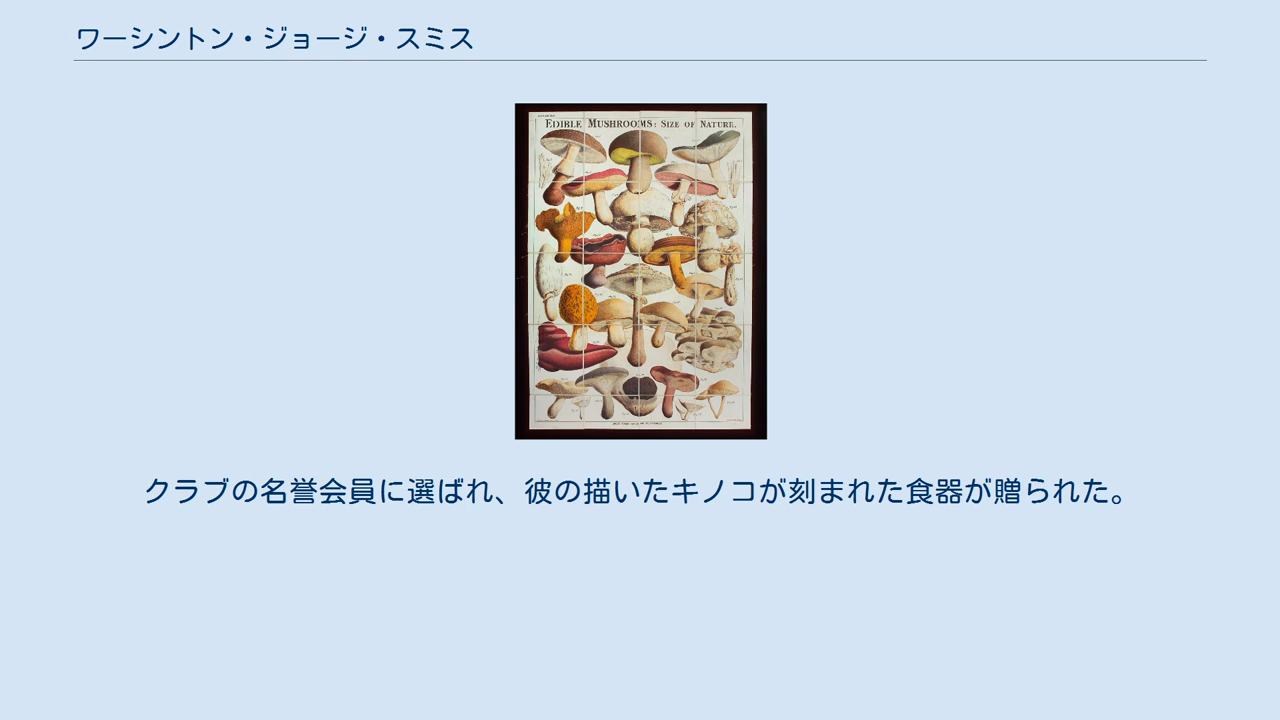 ワーシントン・ジョージ・スミス
EDIBLE MUSHROOMS: SIZE OF NATURE.
クラブの名誉会員に選ばれ、彼の描いたキノコが刻まれた食器が贈られた。